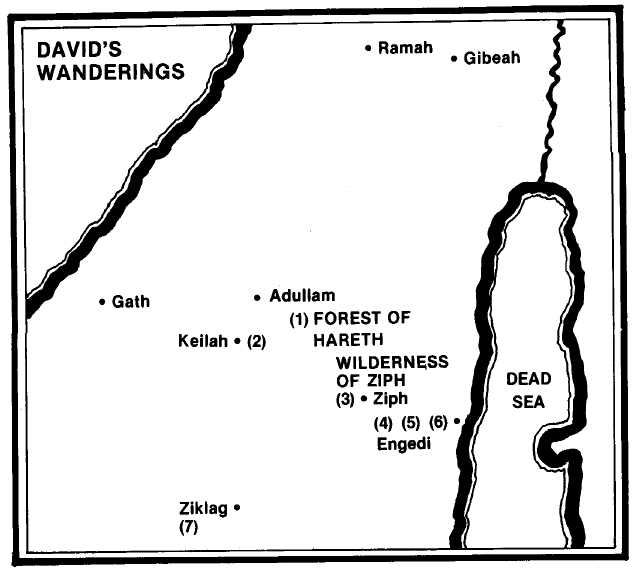 DAVID'S
WANDERINGS
• Ramah
• Gibeah
• Gath
• Adullam
(1) FOREST OF
HARETH
Keilah • (2)
WILDERNESS
OF ZIPH
(3) • Ziph
(4) (5) (6) •
Engedi
DEAD
SEA
Ziklag •
(7)